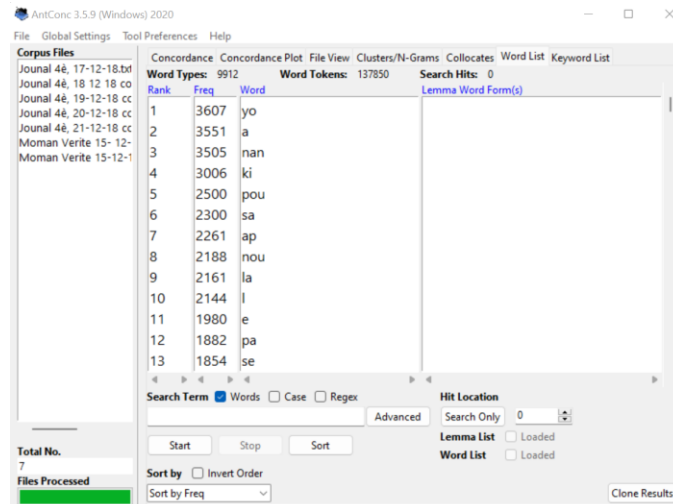 AntConc 3.5.9 (Windows) 2020
File Global Settings Tool Preferences Help
Corpus Files
Jounal 4è, 17-12-18.txt
Jounal 4è, 18 12 18 co
Jounal 4è, 19-12-18 cc
Jounal 4è, 20-12-18 cc
Jounal 4è, 21-12-18 cc
Moman Verite 15- 12-
Moman Verite 15-12-1
Concordance Concordance Plot File View Clusters/N-Grams Collocates Word List Keyword List
Word Types: 9912 Word Tokens: 137850 Search Hits: 0
Rank Freq Word Lemma Word Form(s)
1 3607 yo
2 3551 a
3 3505 nan
4 3006 ki
5 2500 pou
6 2300 sa
7 2261 ap
8 2188 nou
9 2161 la
10 2144 l
11 1980 e
12 1882 pa
13 1854 se
Search Term Words Case Regex Hit Location
Advanced Search Only 0
Start Stop Sort Lemma List Loaded
Word List Loaded
Total No.
7
Files Processed
Sort by Invert Order
Sort by Freq Clone Results